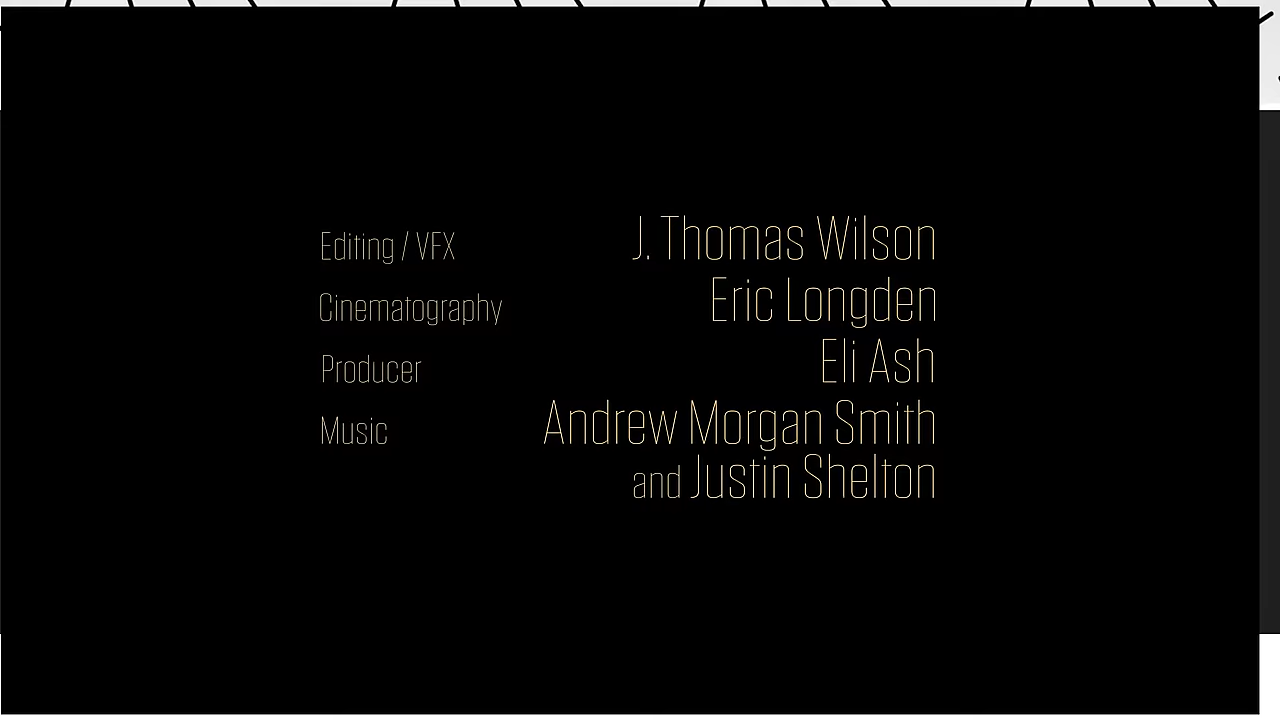 Editing / VFX J. Thomas Wilson
Cinematography Eric Longden
Producer Eli Ash
Music Andrew Morgan Smith
and Justin Shelton